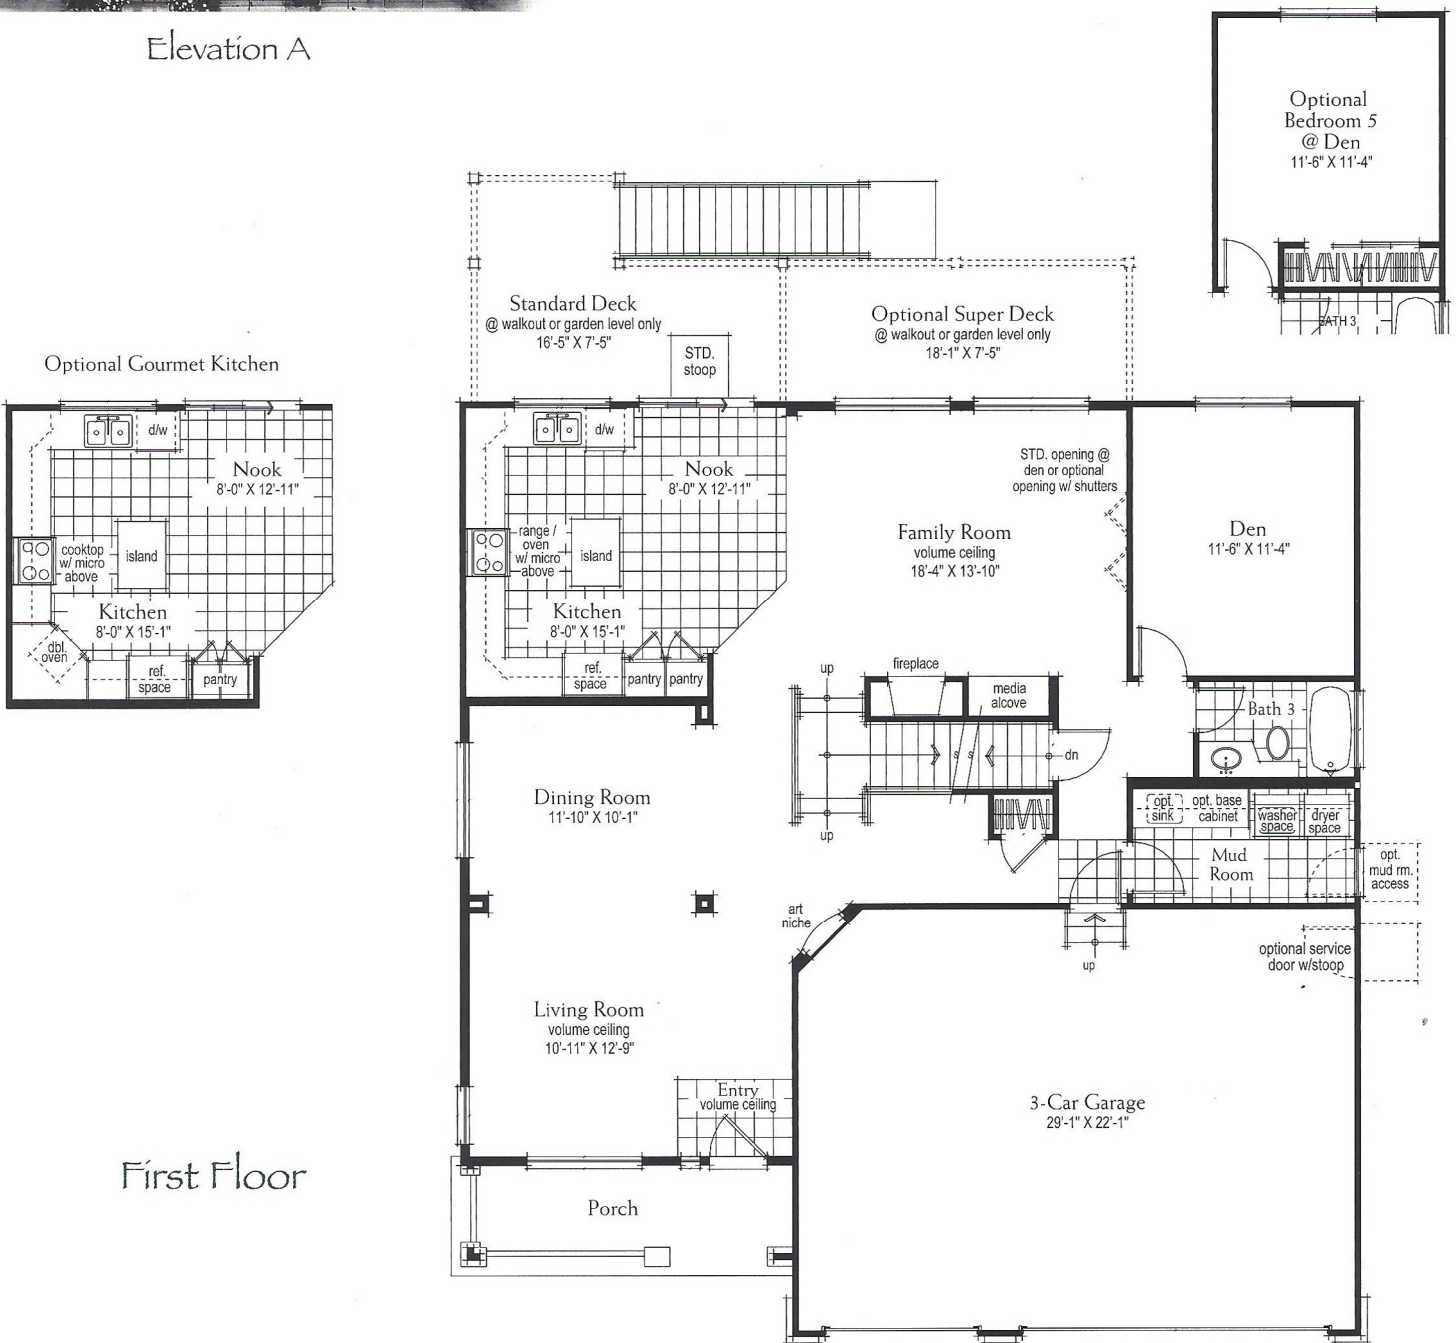 Elevation A
Optional
Bedroom 5
@ Den
11'-6" X 11'-4"
BATH 3
Standard Deck
@ walkout or garden level only
16'-5" X 7'-5"
STD.
stoop
Optional Super Deck
@ walkout or garden level only
18'-1" X 7'-5"
Optional Gourmet Kitchen
d/w
Nook
8'-0" X 12'-11"
cooktop
w/ micro
above
island
Kitchen
8'-0" X 15'-1"
dbl.
oven
ref.
space
pantry
d/w
Nook
8'-0" X 12'-11"
range /
oven
w/ micro
above
island
Kitchen
8'-0" X 15'-1"
ref.
space
pantry
pantry
STD. opening @
den or optional
opening w/ shutters
Family Room
volume ceiling
18'-4" X 13'-10"
Den
11'-6" X 11'-4"
up
fireplace
media
alcove
Bath 3
dn
up
Dining Room
11'-10" X 10'-1"
opt.
sink
opt. base
cabinet
washer
space
dryer
space
Mud
Room
opt.
mud rm.
access
art
niche
up
optional service
door w/stoop
Living Room
volume ceiling
10'-11" X 12'-9"
Entry
volume ceiling
3-Car Garage
29'-1" X 22'-1"
First Floor
Porch